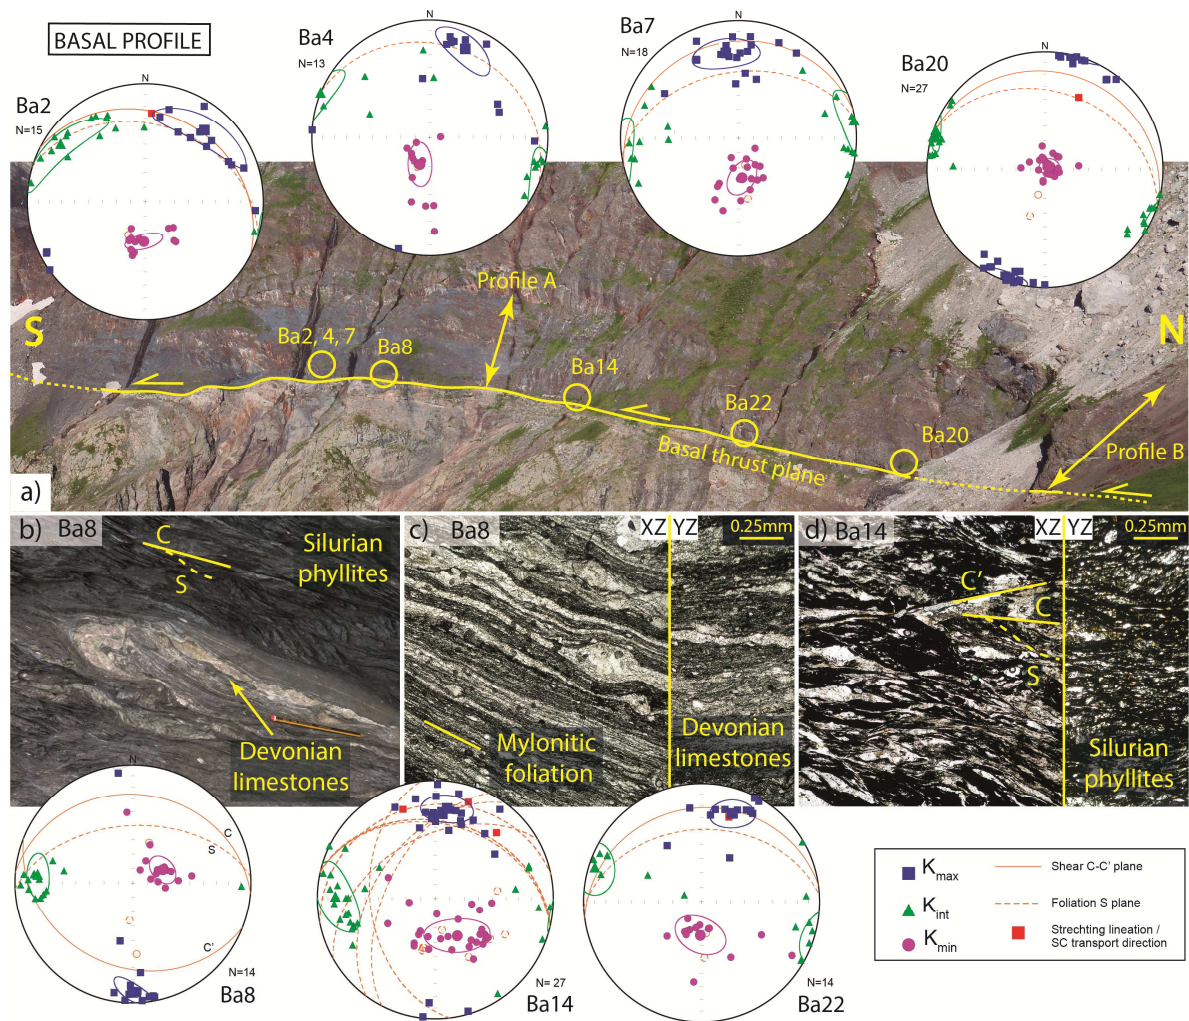 BASAL PROFILE
Ba2
N=15
N
Ba4
N=13
N
Ba7
N=18
N
Ba20
N=27
N
S
N
Profile A
Ba2, 4, 7
Ba8
Ba14
Ba22
Ba20
Basal thrust plane
Profile B
a)
b) Ba8
C
S
Silurian
phyllites
Devonian
limestones
c) Ba8
XZ YZ
0.25mm
Mylonitic
foliation
Devonian
limestones
d) Ba14
XZ YZ
0.25mm
C'
C
S
Silurian
phyllites
N
C
S
C'
N=14
Ba8
N
N= 27
Ba14
N
N=14
Ba22
Kmax
Shear C-C' plane
Kint
Foliation S plane
Kmin
Strechting lineation /
SC transport direction